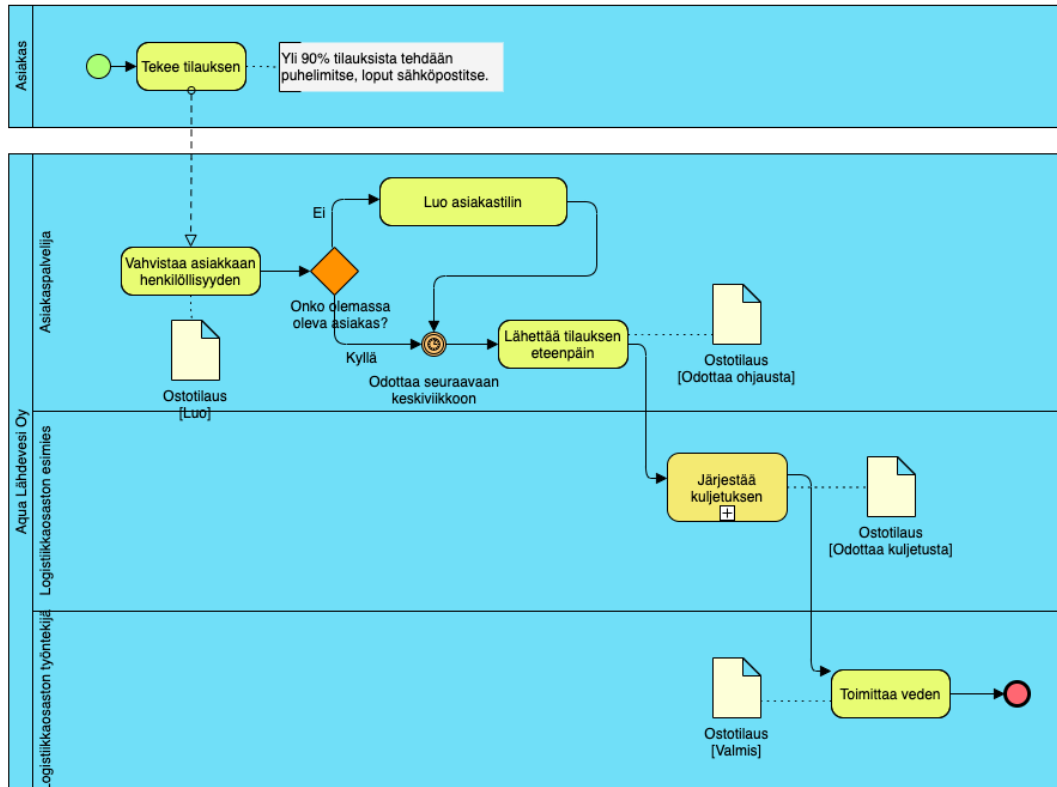 Asiakas
Tekee tilauksen
Yli 90% tilauksista tehdään
puhelimitse, loput sähköpostitse.
Aqua Lähdevesi Oy
Asiakaspalvelija
Vahvistaa asiakkaan
henkilöllisyyden
Ostotilaus
[Luo]
Onko olemassa
oleva asiakas?
Ei
Kyllä
Luo asiakastilin
Odottaa seuraavaan
keskiviikkoon
Lähettää tilauksen
eteenpäin
Ostotilaus
[Odottaa ohjausta]
Logistiikkaosaston esimies
Järjestää
kuljetuksen
Ostotilaus
[Odottaa kuljetusta]
Logistiikkaosaston työntekijä
Ostotilaus
[Valmis]
Toimittaa veden